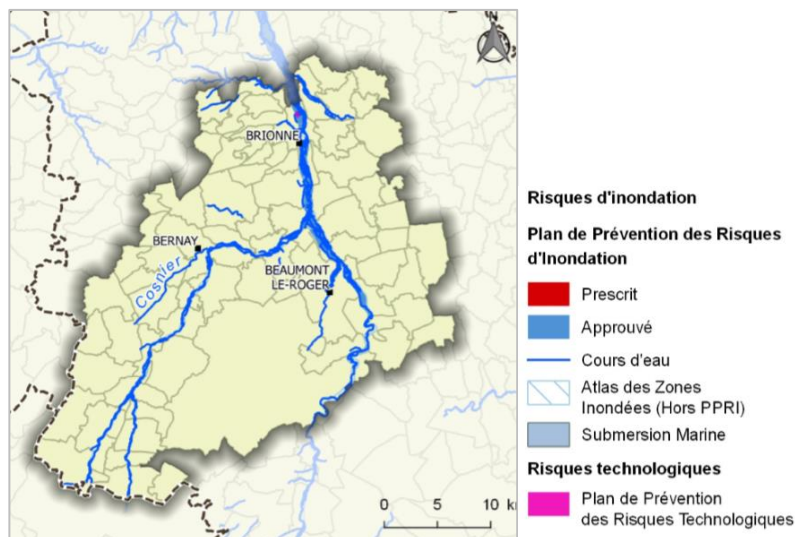 BRIONNE
BERNAY
Cosnier
BEAUMONT
LE-ROGER
0 5 10 k
Risques d'inondation
Plan de Prévention des Risques
d'Inondation
Prescrit
Approuvé
Cours d'eau
Atlas des Zones
Inondées (Hors PPRI)
Submersion Marine
Risques technologiques
Plan de Prévention
des Risques Technologiques